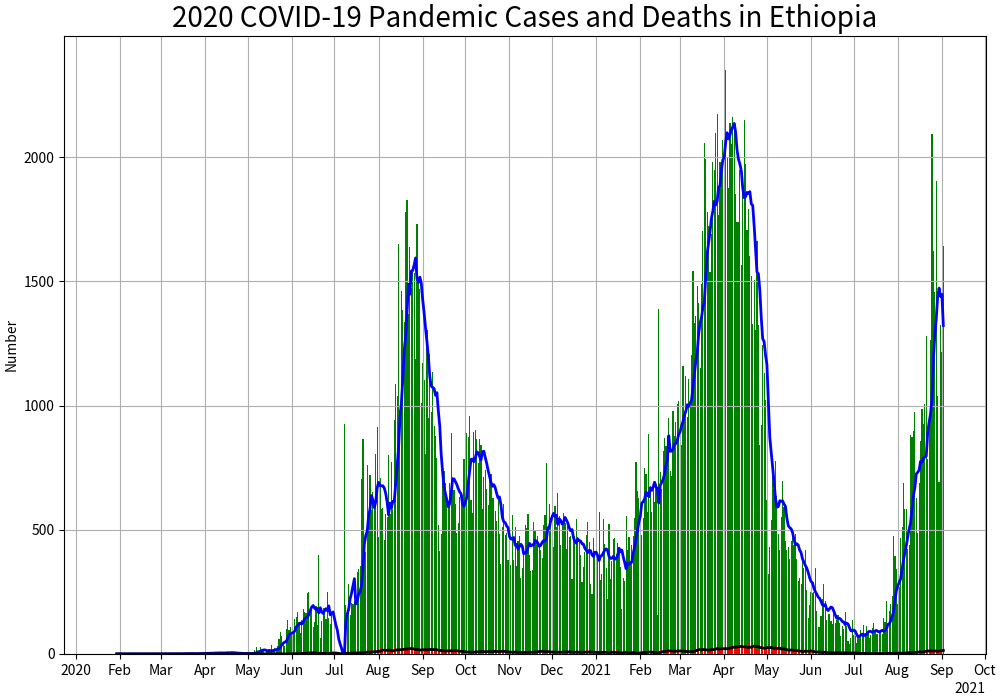 2020 COVID-19 Pandemic Cases and Deaths in Ethiopia
Number
2000
1500
1000
500
0
2020 Feb Mar Apr May Jun Jul Aug Sep Oct Nov Dec 2021 Feb Mar Apr May Jun Jul Aug Sep Oct
2021